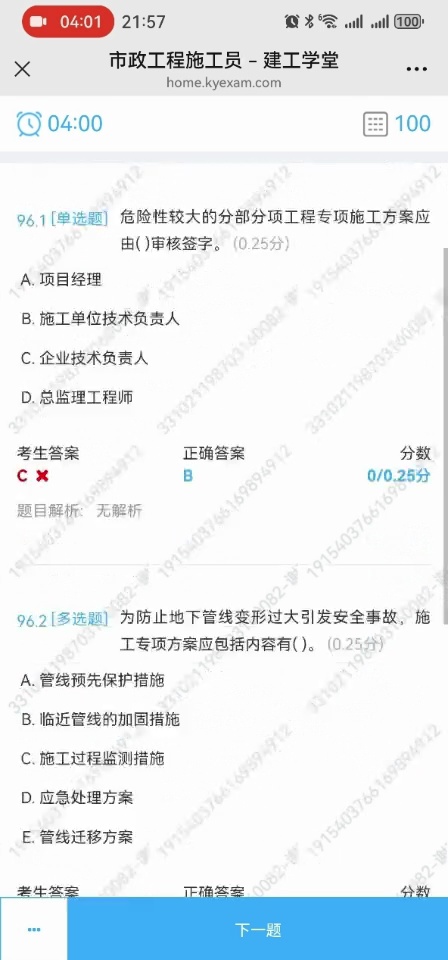 04:01 21:57 6 100
市政工程施工员 – 建工学堂
home.kyexam.com
04:00 100
96.1 [单选题] 危险性较大的分部分项工程专项施工方案应
由( )审核签字。 (0.25分)
A. 项目经理
B. 施工单位技术负责人
C. 企业技术负责人
D. 总监理工程师
考生答案 正确答案 分数
C B 0/0.25分
题目解析: 无解析
96.2 [多选题] 为防止地下管线变形过大引发安全事故，施
工专项方案应包括内容有( )。 (0.25分)
A. 管线预先保护措施
B. 临近管线的加固措施
C. 施工过程监测措施
D. 应急处理方案
E. 管线迁移方案
考生答案 正确答案 分数
... 下一题